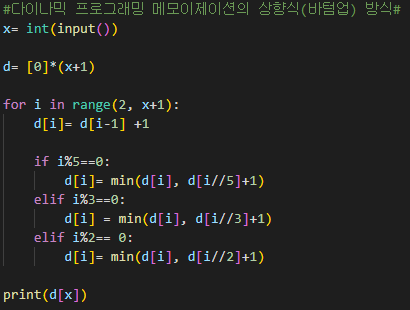 #다이나믹 프로그래밍 메모이제이션의 상향식(바텀업) 방식#
x= int(input())
d= [0]*(x+1)
for i in range(2, x+1):
    d[i]= d[i-1] +1
    if i%5==0:
        d[i]= min(d[i], d[i//5]+1)
    elif i%3==0:
        d[i] = min(d[i], d[i//3]+1)
    elif i%2== 0:
        d[i]= min(d[i], d[i//2]+1)
print(d[x])